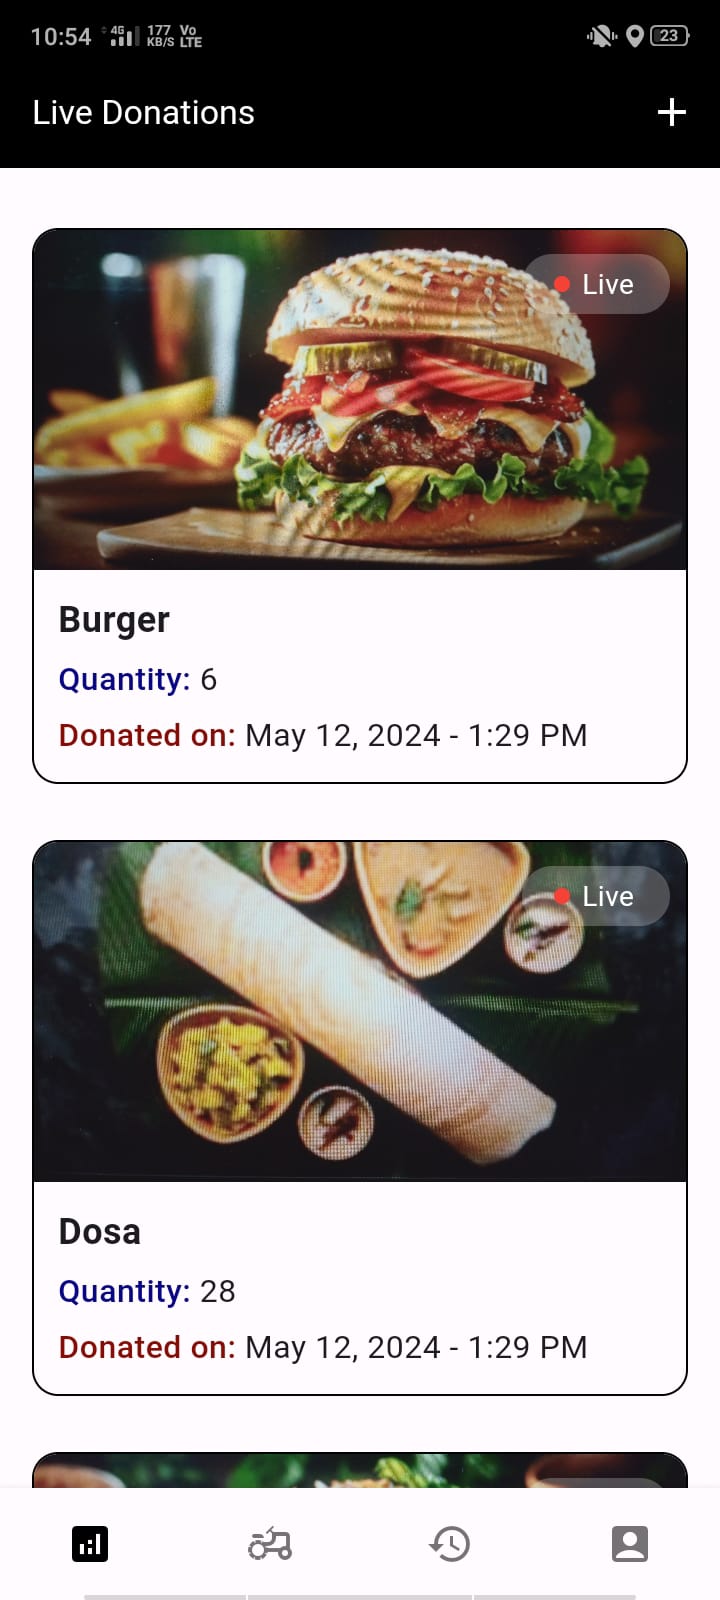 10:54 4G 177 KB/S Vo LTE 23
Live Donations
Live
Burger
Quantity: 6
Donated on: May 12, 2024 - 1:29 PM
Live
Dosa
Quantity: 28
Donated on: May 12, 2024 - 1:29 PM